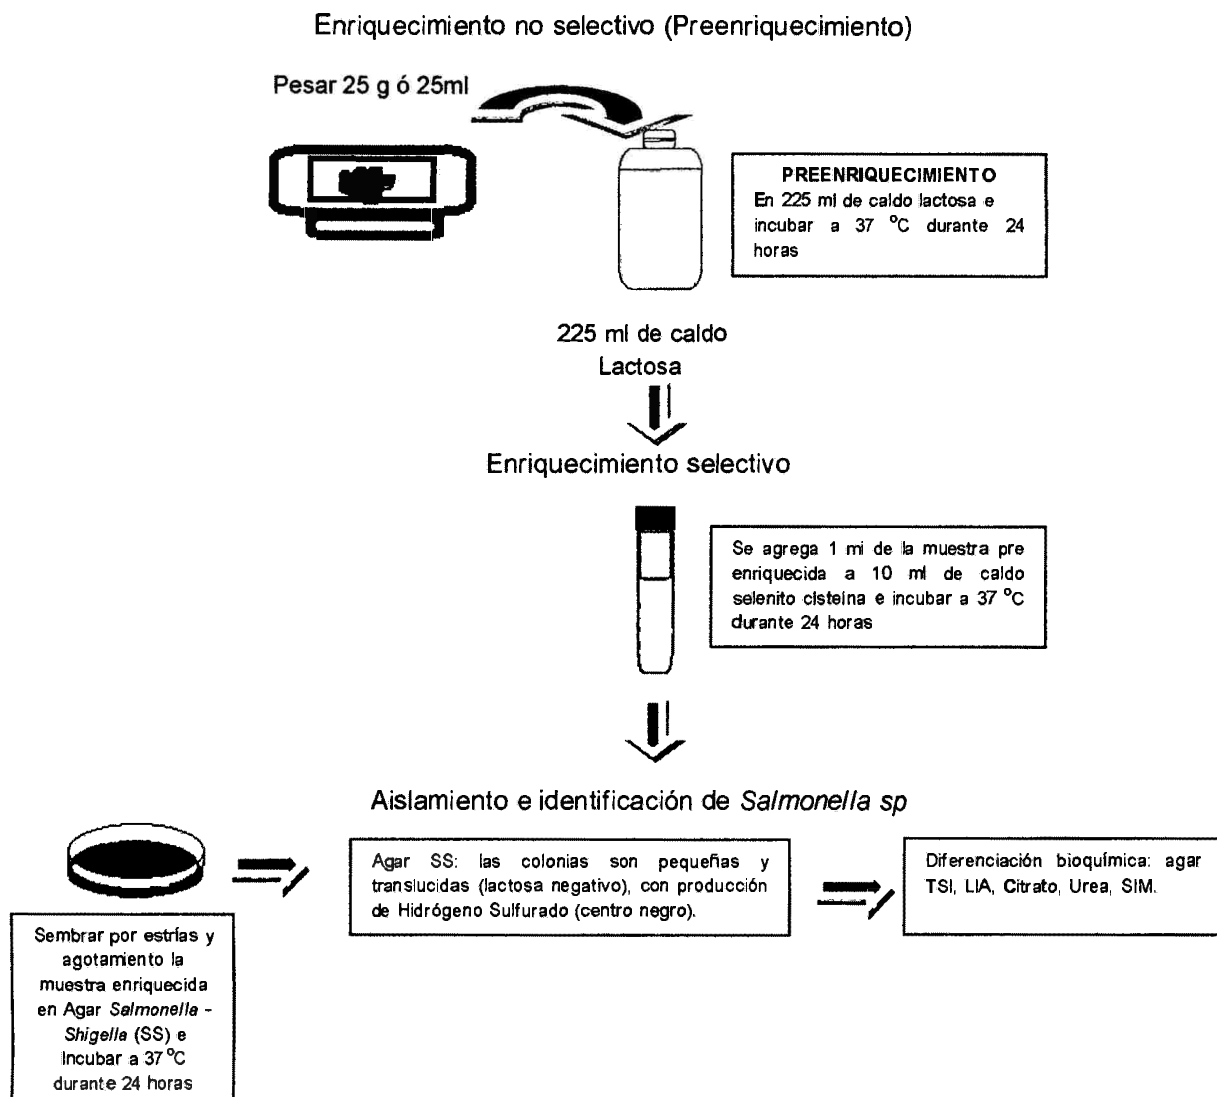 Enriquecimiento no selectivo (Preenriquecimiento)
Pesar 25 g ó 25ml
PREENRIQUECIMIENTO
En 225 ml de caldo lactosa e
incubar a 37 °C durante 24
horas
225 ml de caldo
Lactosa
Enriquecimiento selectivo
Se agrega 1 ml de la muestra pre
enriquecida a 10 ml de caldo
selenito cisteína e incubar a 37 °C
durante 24 horas
Aislamiento e identificación de Salmonella sp
Sembrar por estrías y
agotamiento la
muestra enriquecida
en Agar Salmonella -
Shigella (SS) e
Incubar a 37 °C
durante 24 horas
Agar SS: las colonias son pequeñas y
translucidas (lactosa negativo), con producción
de Hidrógeno Sulfurado (centro negro).
Diferenciación bioquímica: agar
TSI, LIA, Citrato, Urea, SIM.